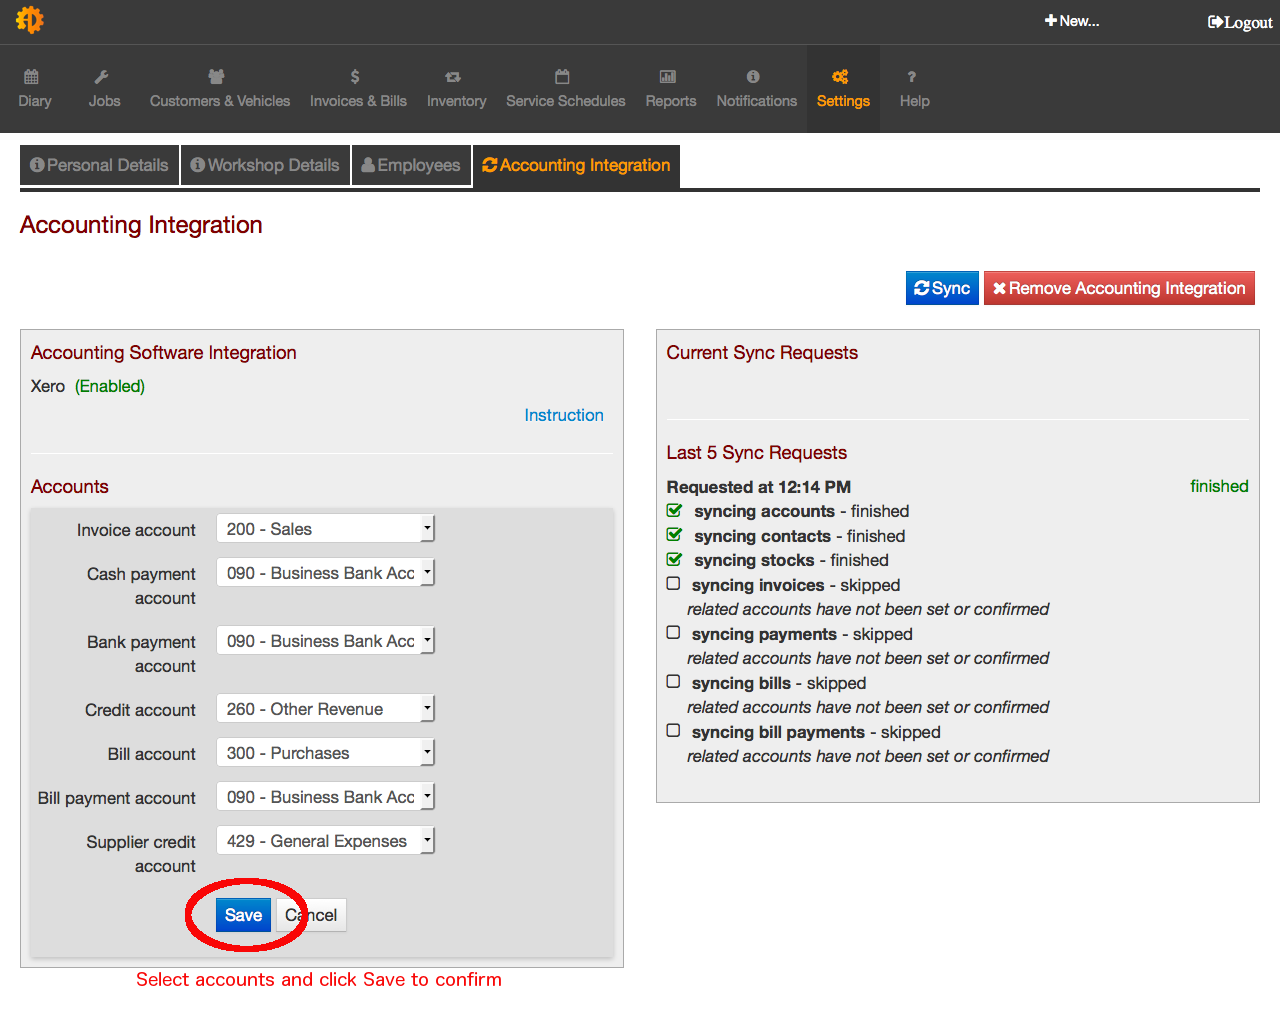 New...
Logout
Diary
Jobs
Customers & Vehicles
Invoices & Bills
Inventory
Service Schedules
Reports
Notifications
Settings
Help
Personal Details
Workshop Details
Employees
Accounting Integration
Accounting Integration
Sync
Remove Accounting Integration
Accounting Software Integration
Xero (Enabled)
Instruction
Accounts
Invoice account
200 - Sales
Cash payment
account
090 - Business Bank Acc
Bank payment
account
090 - Business Bank Acc
Credit account
260 - Other Revenue
Bill account
300 - Purchases
Bill payment account
090 - Business Bank Acc
Supplier credit
account
429 - General Expenses
Save
Cancel
Select accounts and click Save to confirm
Current Sync Requests
Last 5 Sync Requests
Requested at 12:14 PM
finished
syncing accounts - finished
syncing contacts - finished
syncing stocks - finished
syncing invoices - skipped
related accounts have not been set or confirmed
syncing payments - skipped
related accounts have not been set or confirmed
syncing bills - skipped
related accounts have not been set or confirmed
syncing bill payments - skipped
related accounts have not been set or confirmed